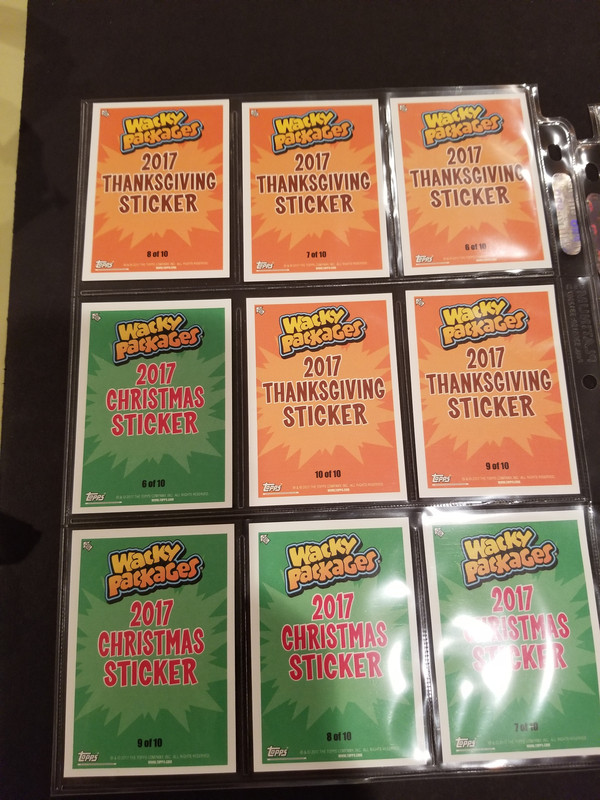 Wacky
Packages
2017
THANKSGIVING
STICKER
8 of 10
Topps
Wacky
Packages
2017
THANKSGIVING
STICKER
7 of 10
Topps
Wacky
Packages
2017
THANKSGIVING
STICKER
6 of 10
Topps
Wacky
Packages
2017
CHRISTMAS
STICKER
6 of 10
Topps
Wacky
Packages
2017
THANKSGIVING
STICKER
10 of 10
Topps
Wacky
Packages
2017
THANKSGIVING
STICKER
9 of 10
Topps
Wacky
Packages
2017
CHRISTMAS
STICKER
9 of 10
Topps
Wacky
Packages
2017
CHRISTMAS
STICKER
8 of 10
Topps
Wacky
Packages
2017
CHRISTMAS
STICKER
7 of 10
Topps